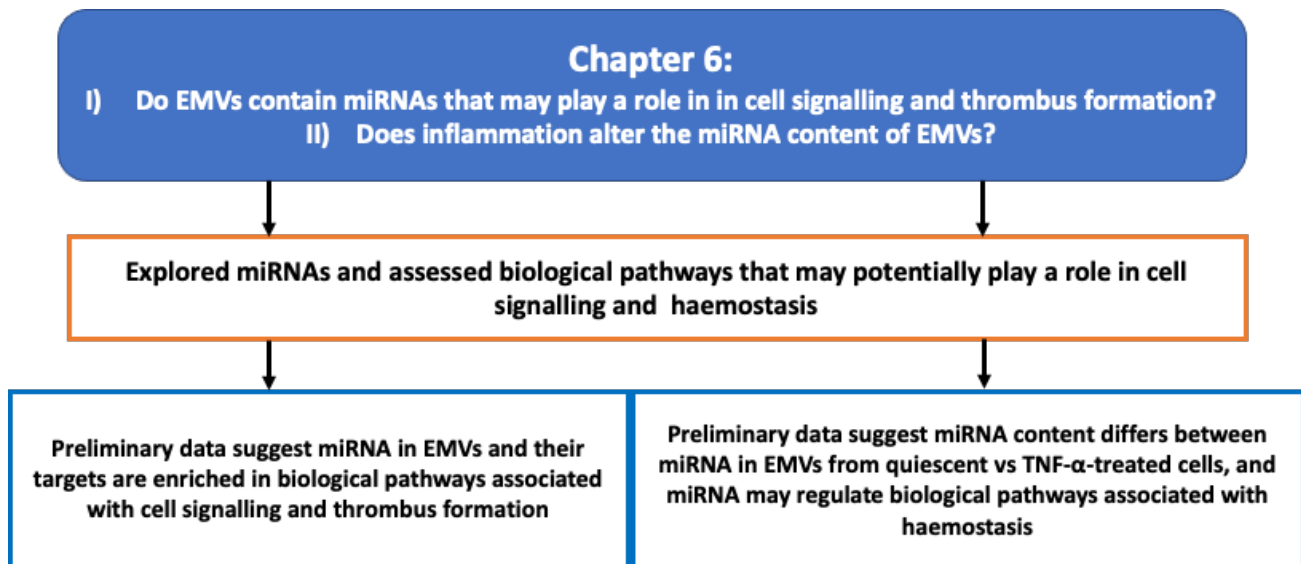 Chapter 6:
I) Do EMVs contain miRNAs that may play a role in in cell signalling and thrombus formation?
II) Does inflammation alter the miRNA content of EMVs?
Explored miRNAs and assessed biological pathways that may potentially play a role in cell
signalling and haemostasis
Preliminary data suggest miRNA in EMVs and their
targets are enriched in biological pathways associated
with cell signalling and thrombus formation
Preliminary data suggest miRNA content differs between
miRNA in EMVs from quiescent vs TNF-α-treated cells, and
miRNA may regulate biological pathways associated with
haemostasis